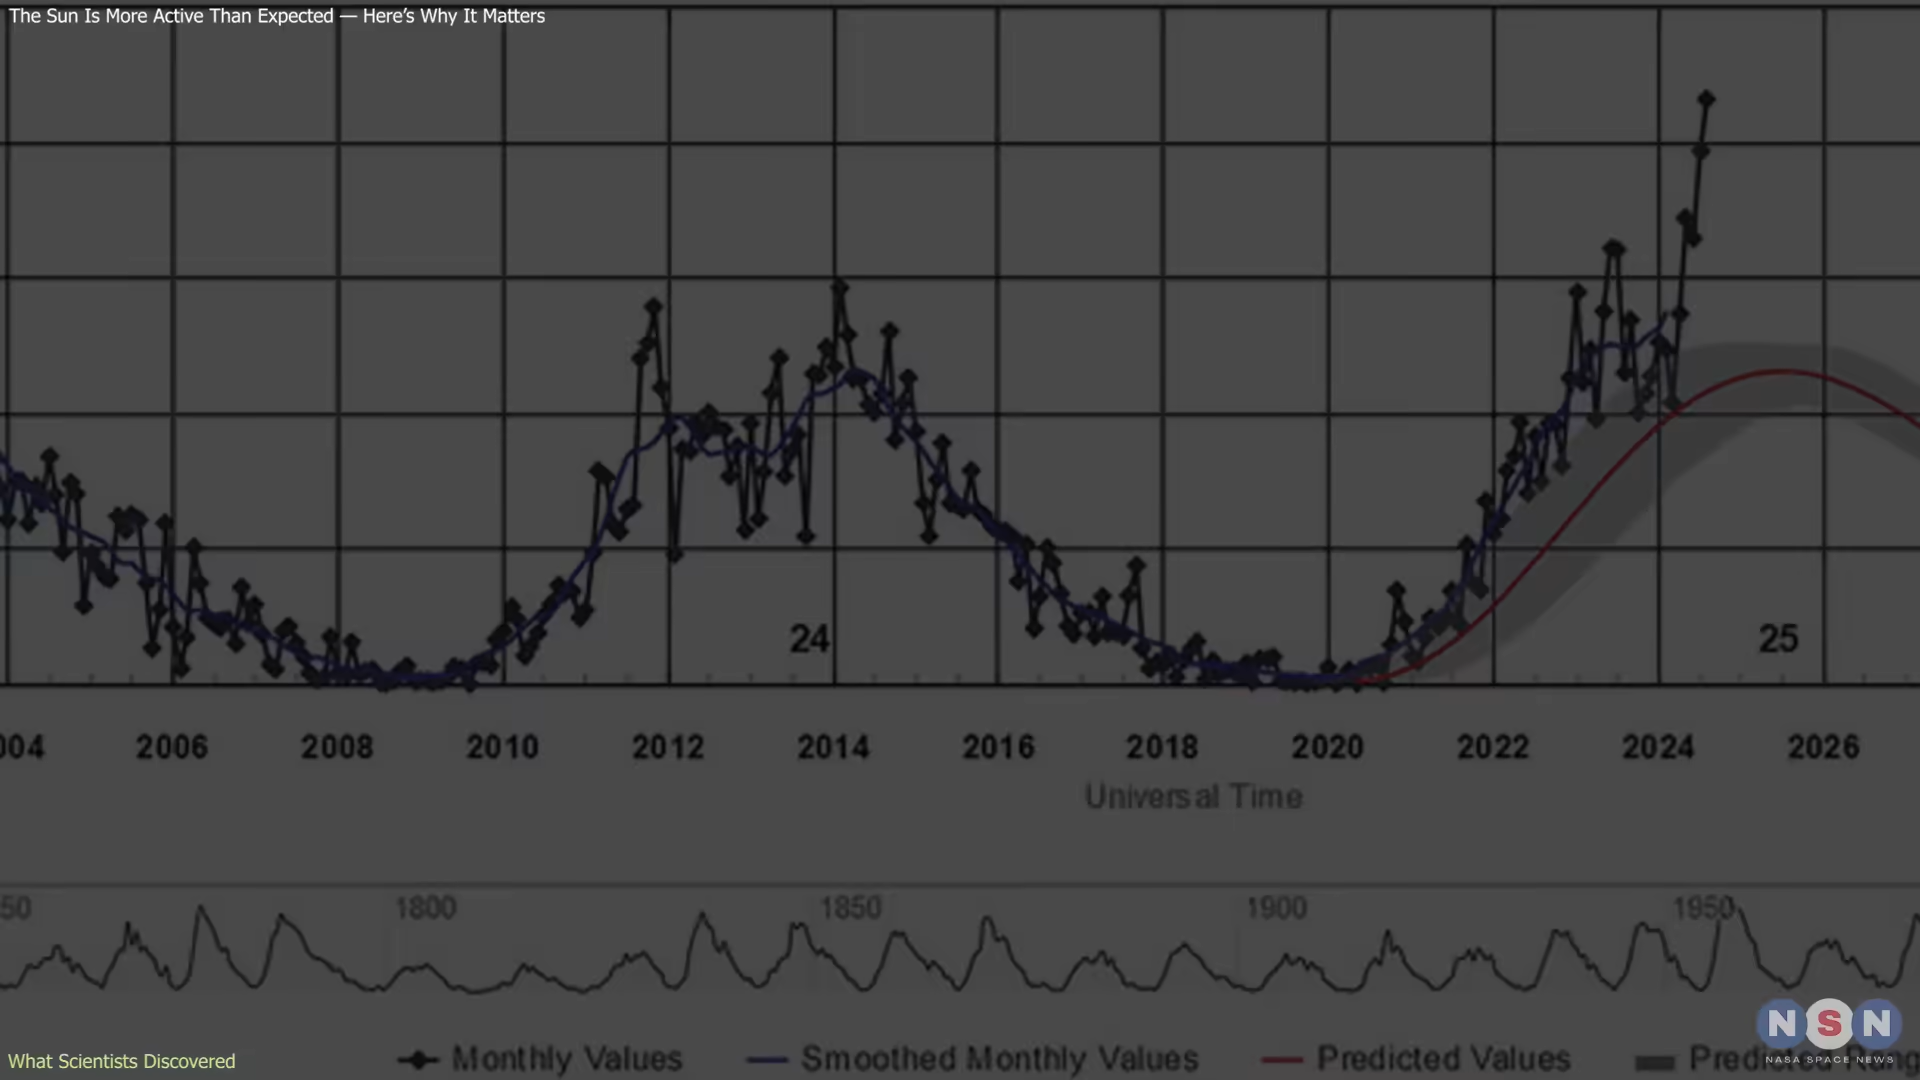 The Sun Is More Active Than Expected — Here's Why It Matters
24
25
004 2006 2008 2010 2012 2014 2016 2018 2020 2022 2024 2026
Universal Time
50 1800 1850 1900 1950
NSN
NASA SPACE NEWS
What Scientists Discovered
Monthly Values Smoothed Monthly Values Predicted Values